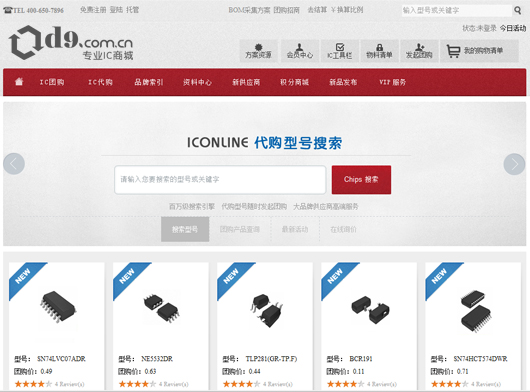 TEL 400-650-7896 免费注册 登陆 托管 BOM采集方案 团购招商 去结算 ¥ 换算比例 输入型号或关键字
状态:未登录 今日活动
d9.com.cn
专业IC商城
方案资源 会员中心 IC工具栏 物料清单 发起团购 我的购物清单
IC团购 IC代购 品牌索引 资料中心 新供应商 积分商城 新品发布 VIP 服务
ICONLINE 代购型号搜索
请输入您要搜索的型号或关键字 Chips 搜索
百万级搜索引擎 代购型号随时发起团购 大品牌供应商高端服务
搜索型号 团购产品查询 最新活动 在线询价
NEW NEW NEW NEW NEW
型号: SN74LVC07ADR 型号: NE5532DR 型号: TLP281(GR-TP.F) 型号: BCR191 型号: SN74HCT574DWR
团购价: 0.49 团购价: 0.63 团购价: 0.44 团购价: 0.11 团购价: 0.71
4 Review(s) 4 Review(s) 4 Review(s) 4 Review(s) 4 Review(s)